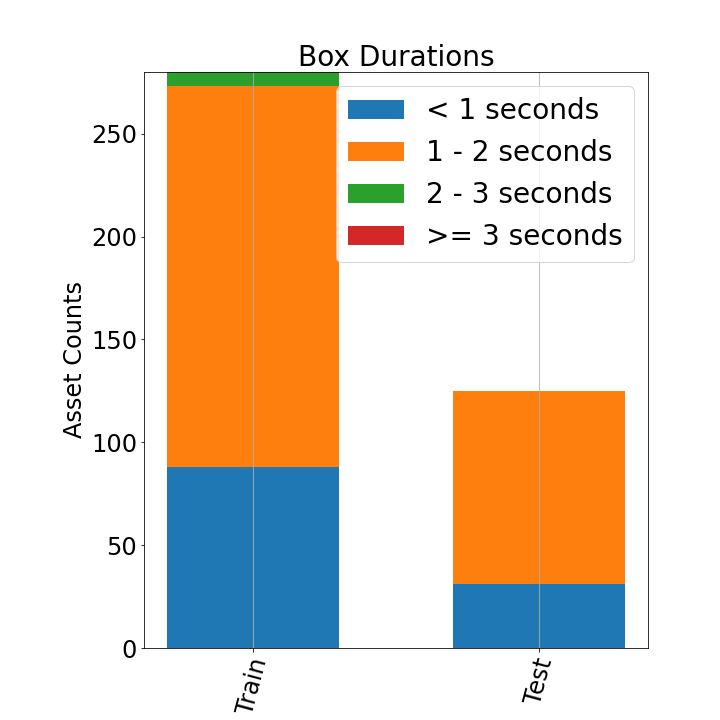 Box Durations
< 1 seconds
1 - 2 seconds
2 - 3 seconds
>= 3 seconds
Asset Counts
250
200
150
100
50
0
Train
Test